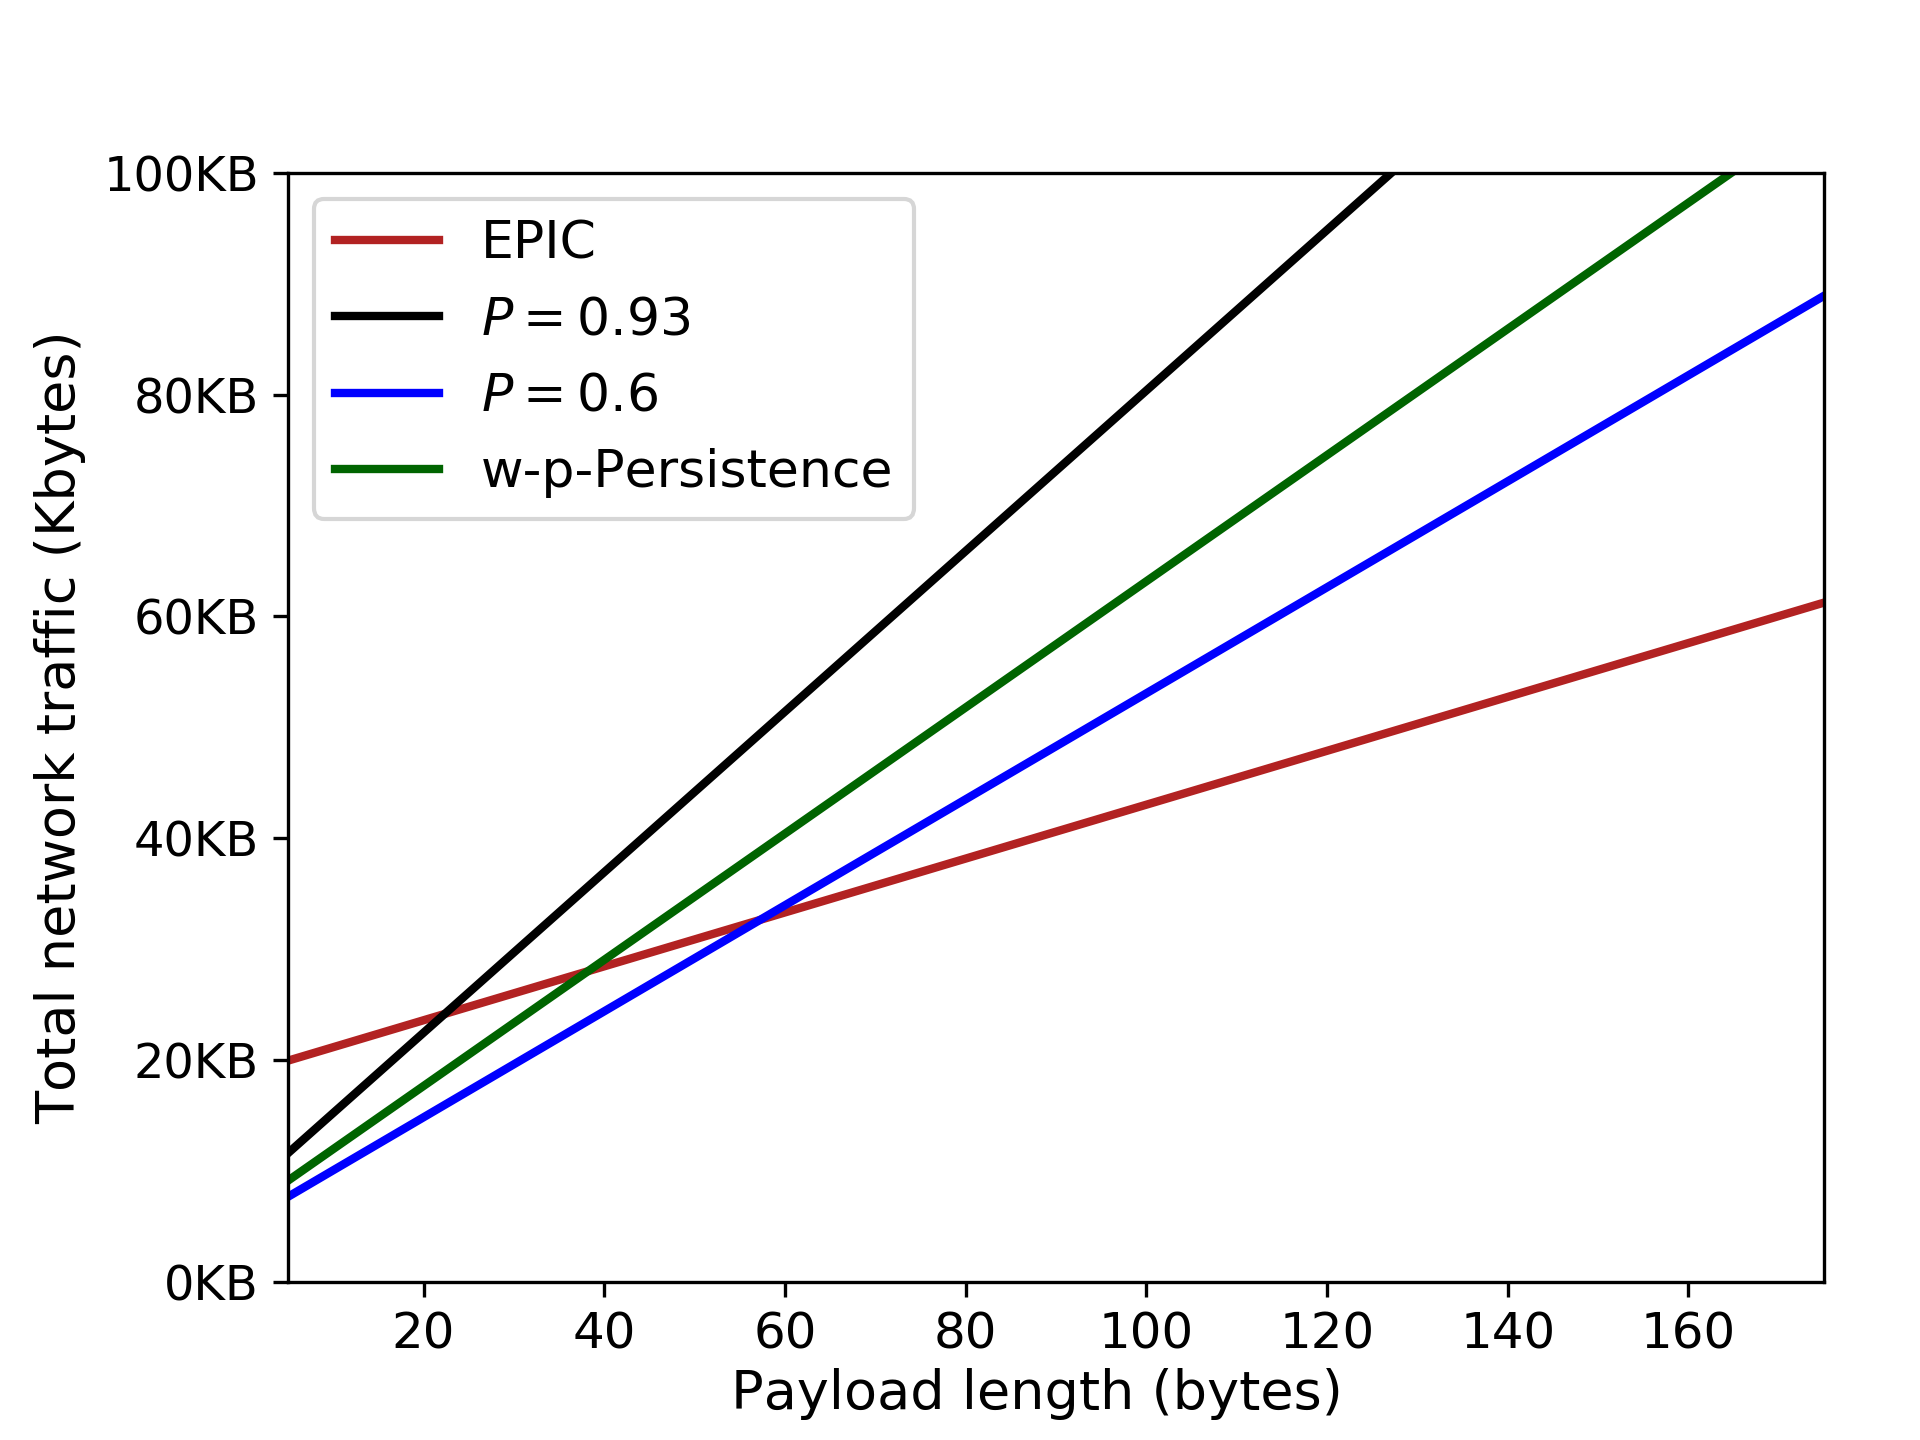 100KB
80KB
60KB
40KB
20KB
0KB
Total network traffic (Kbytes)
EPIC
P = 0.93
P = 0.6
w-p-Persistence
20 40 60 80 100 120 140 160
Payload length (bytes)